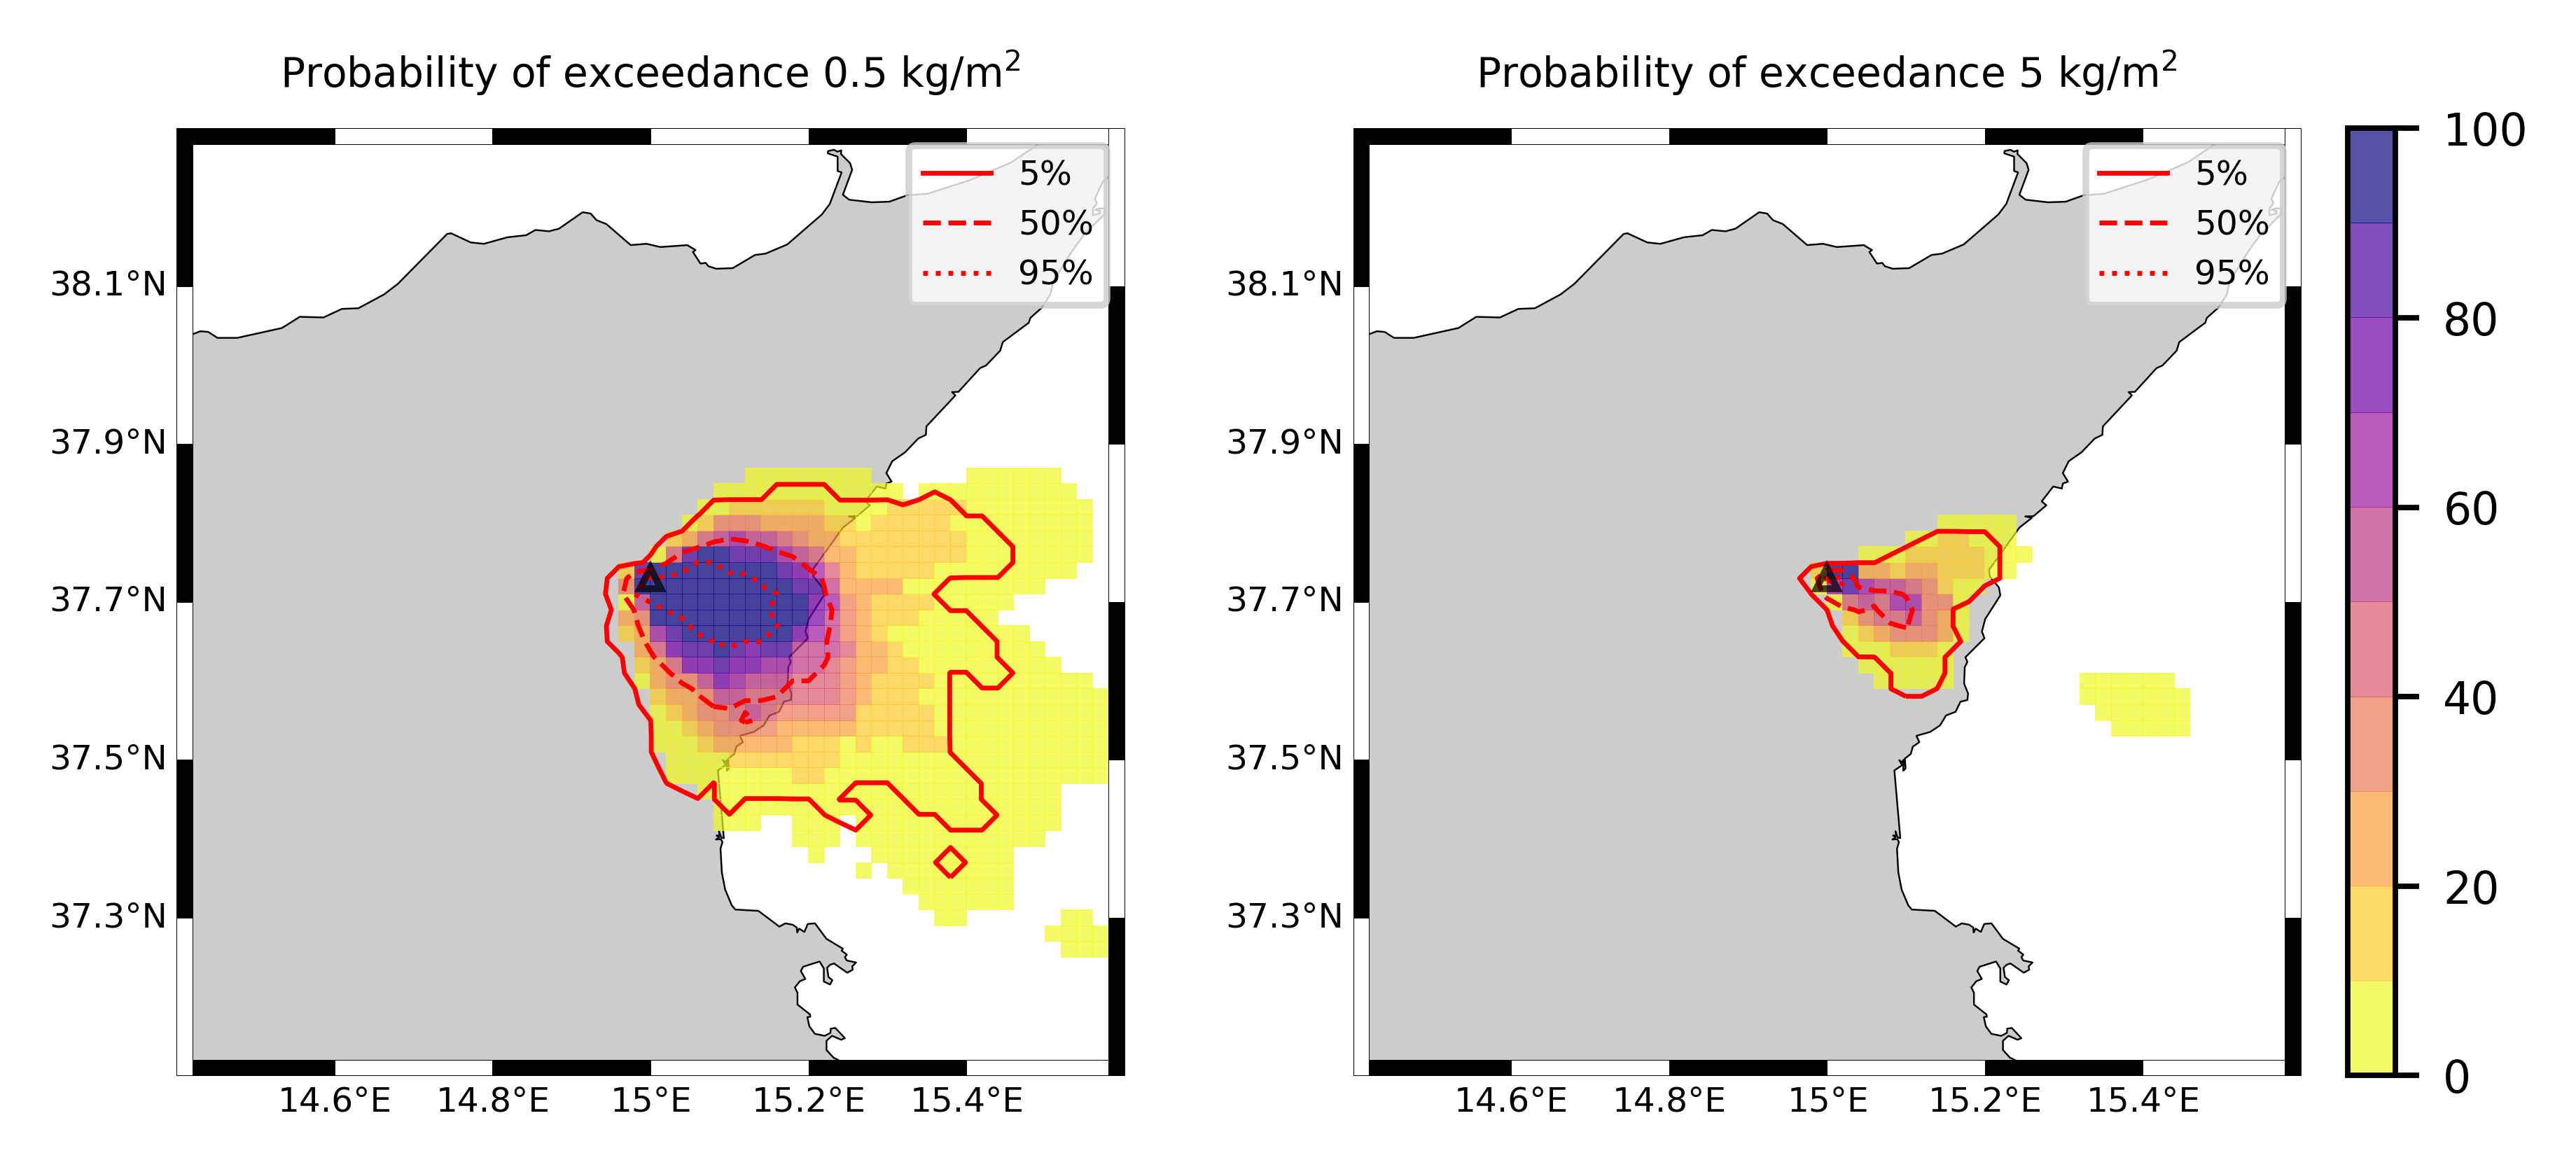 Probability of exceedance 0.5 kg/m²
5%
50%
95%
38.1°N
37.9°N
37.7°N
37.5°N
37.3°N
14.6°E 14.8°E 15°E 15.2°E 15.4°E
Probability of exceedance 5 kg/m²
5%
50%
95%
38.1°N
37.9°N
37.7°N
37.5°N
37.3°N
14.6°E 14.8°E 15°E 15.2°E 15.4°E
100
80
60
40
20
0